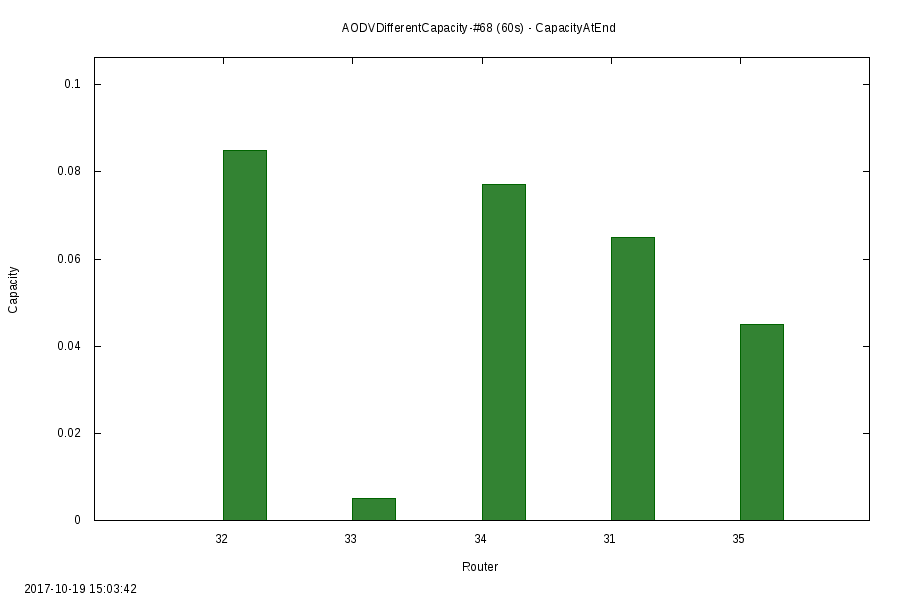 AODVDifferentCapacity-#68 (60s) - CapacityAtEnd
0.1
0.08
0.06
0.04
0.02
0
Capacity
32 33 34 31 35
Router
2017-10-19 15:03:42